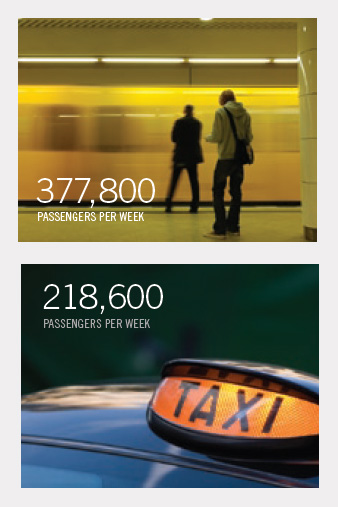 377,800
PASSENGERS PER WEEK
218,600
PASSENGERS PER WEEK
TAXI